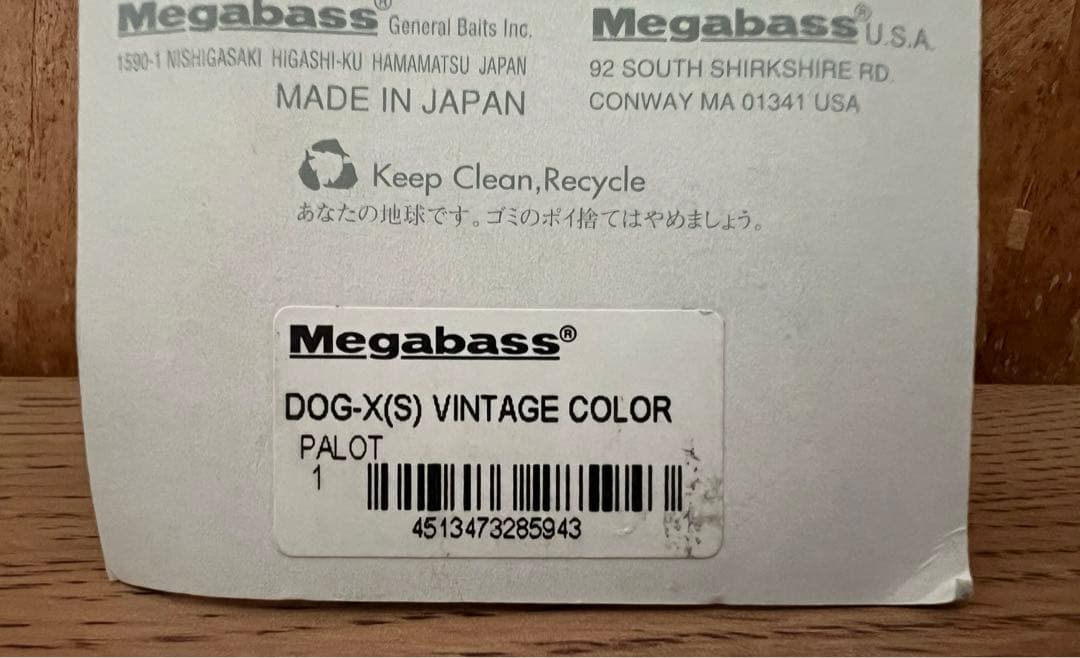 Megabass® General Baits Inc.
1590-1 NISHIGASAKI HIGASHI-KU HAMAMATSU JAPAN
MADE IN JAPAN
Megabass® U.S.A.
92 SOUTH SHIRKSHIRE RD.
CONWAY MA 01341 USA
Keep Clean,Recycle
あなたの地球です。ゴミのポイ捨てはやめましょう。
Megabass®
DOG-X(S) VINTAGE COLOR
PALOT
1
4513473285943